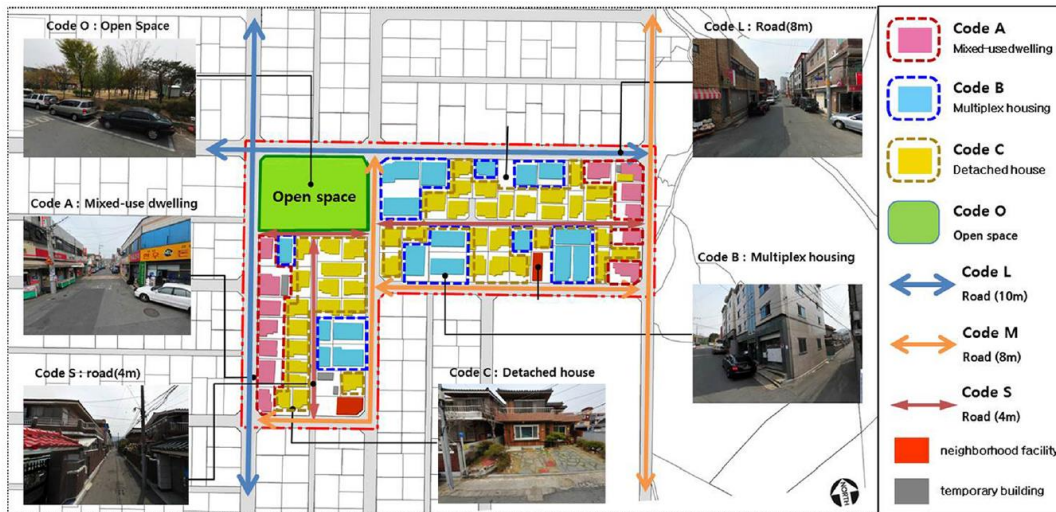 Code O : Open Space
Code L : Road(8m)
Open space
Code A : Mixed-use dwelling
Code B : Multiplex housing
Code S : road(4m)
Code C : Detached house
NORTH
Code A
Mixed-useddwelling
Code B
Multiplex housing
Code C
Detached house
Code O
Open space
Code L
Road (10m)
Code M
Road (8m)
Code S
Road (4m)
neighborhood facility
temporary building